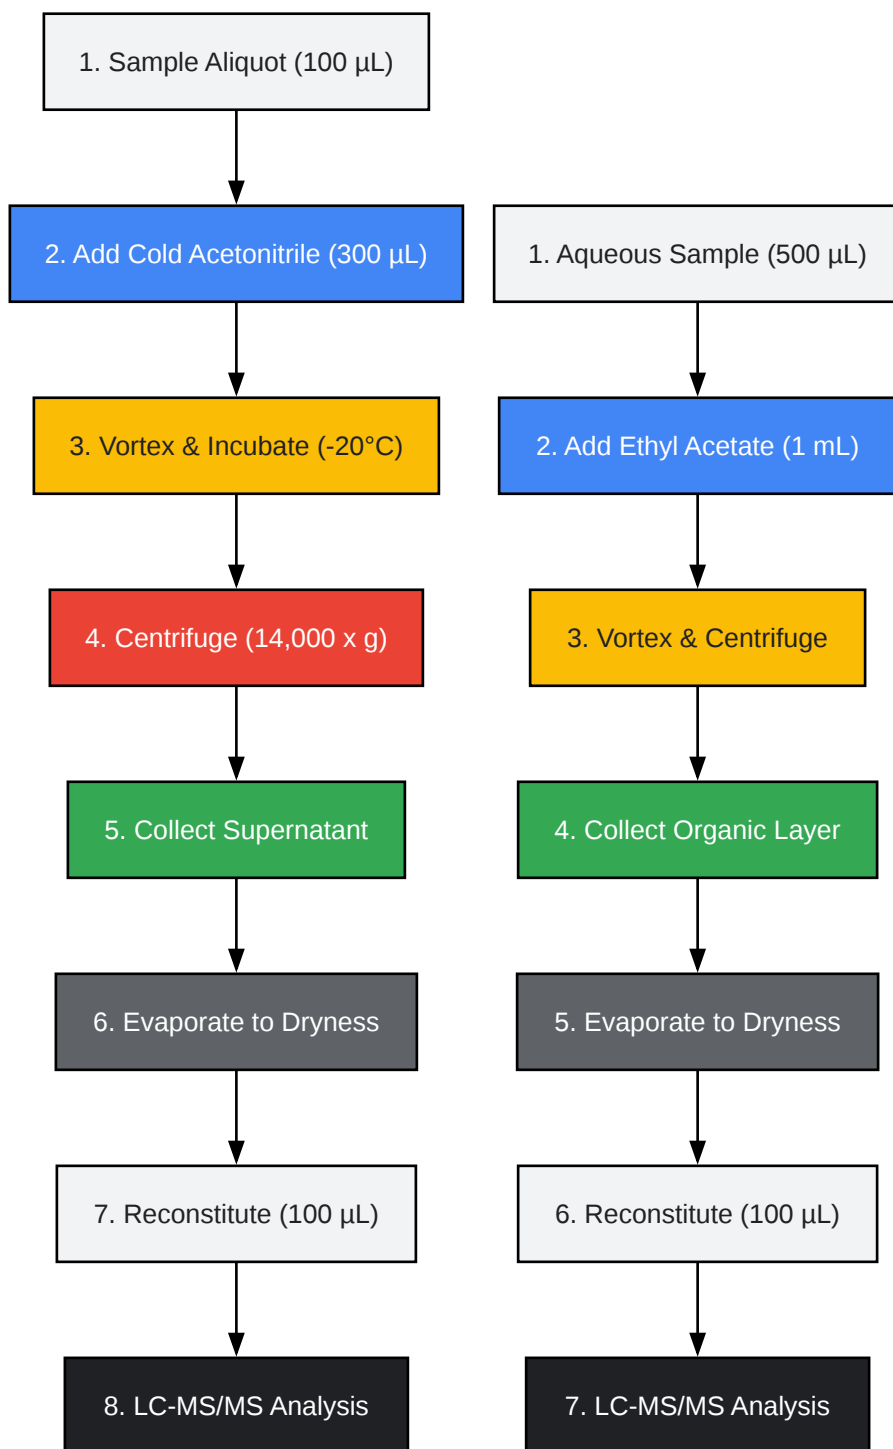 1. Sample Aliquot (100 µL)
2. Add Cold Acetonitrile (300 µL)
3. Vortex & Incubate (-20°C)
4. Centrifuge (14,000 x g)
5. Collect Supernatant
6. Evaporate to Dryness
7. Reconstitute (100 µL)
8. LC-MS/MS Analysis
1. Aqueous Sample (500 µL)
2. Add Ethyl Acetate (1 mL)
3. Vortex & Centrifuge
4. Collect Organic Layer
5. Evaporate to Dryness
6. Reconstitute (100 µL)
7. LC-MS/MS Analysis